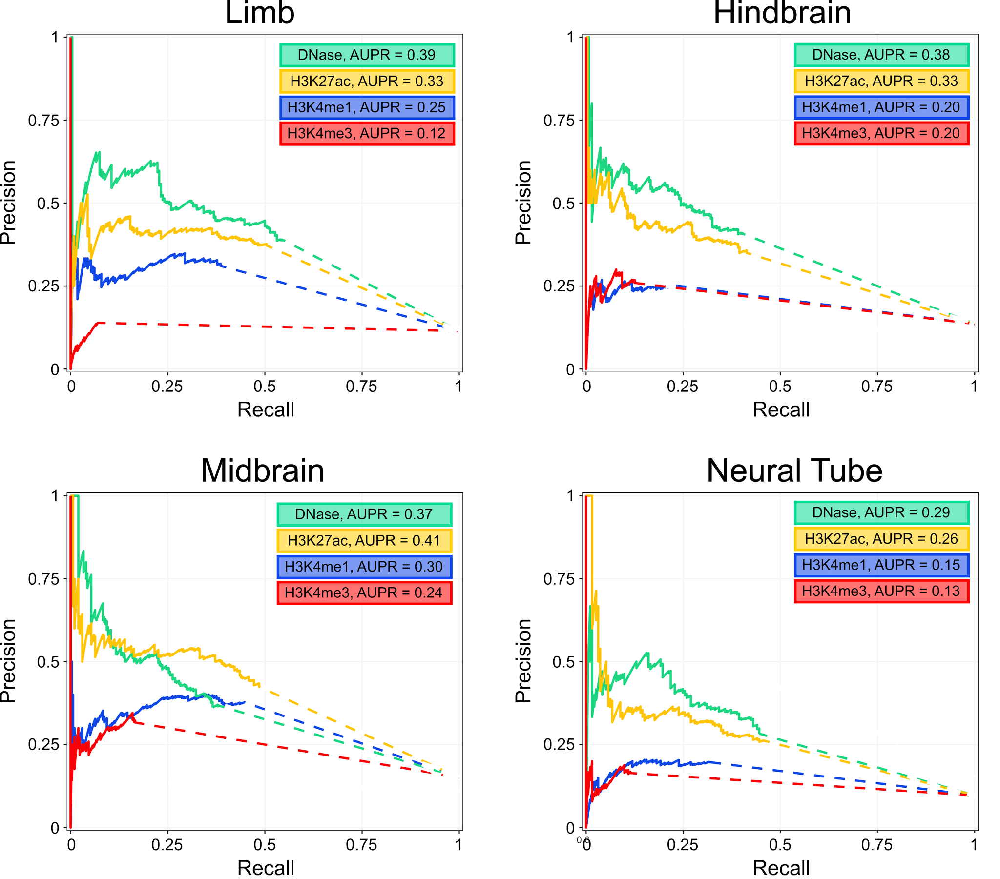 Limb
1
0.75
0.5
0.25
0
Precision
DNase, AUPR = 0.39
H3K27ac, AUPR = 0.33
H3K4me1, AUPR = 0.25
H3K4me3, AUPR = 0.12
0 0.25 0.5 0.75 1
Recall
Hindbrain
1
0.75
0.5
0.25
0
Precision
DNase, AUPR = 0.38
H3K27ac, AUPR = 0.33
H3K4me1, AUPR = 0.20
H3K4me3, AUPR = 0.20
0 0.25 0.5 0.75 1
Recall
Midbrain
1
0.75
0.5
0.25
0
Precision
DNase, AUPR = 0.37
H3K27ac, AUPR = 0.41
H3K4me1, AUPR = 0.30
H3K4me3, AUPR = 0.24
0 0.25 0.5 0.75 1
Recall
Neural Tube
1
0.75
0.5
0.25
0
Precision
DNase, AUPR = 0.29
H3K27ac, AUPR = 0.26
H3K4me1, AUPR = 0.15
H3K4me3, AUPR = 0.13
0 0.25 0.5 0.75 1
Recall